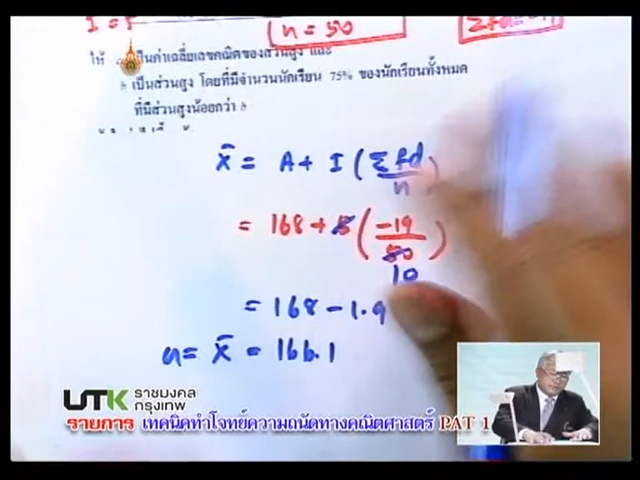 I = 5
n = 50
ให้ a เป็นค่าเฉลี่ยเลขคณิตของส่วนสูง และ
b เป็นส่วนสูง โดยที่มีจำนวนนักเรียน 75% ของนักเรียนทั้งหมด
ที่มีส่วนสูงน้อยกว่า b
x̄ = A + I (Σfd/n)
= 168 + 5 (-19/50)
10
= 168 - 1.9
a = x̄ = 166.1
UTK ราชมงคล
กรุงเทพ
รายการ เทคนิคทำโจทย์ความถนัดทางคณิตศาสตร์ PAT 1